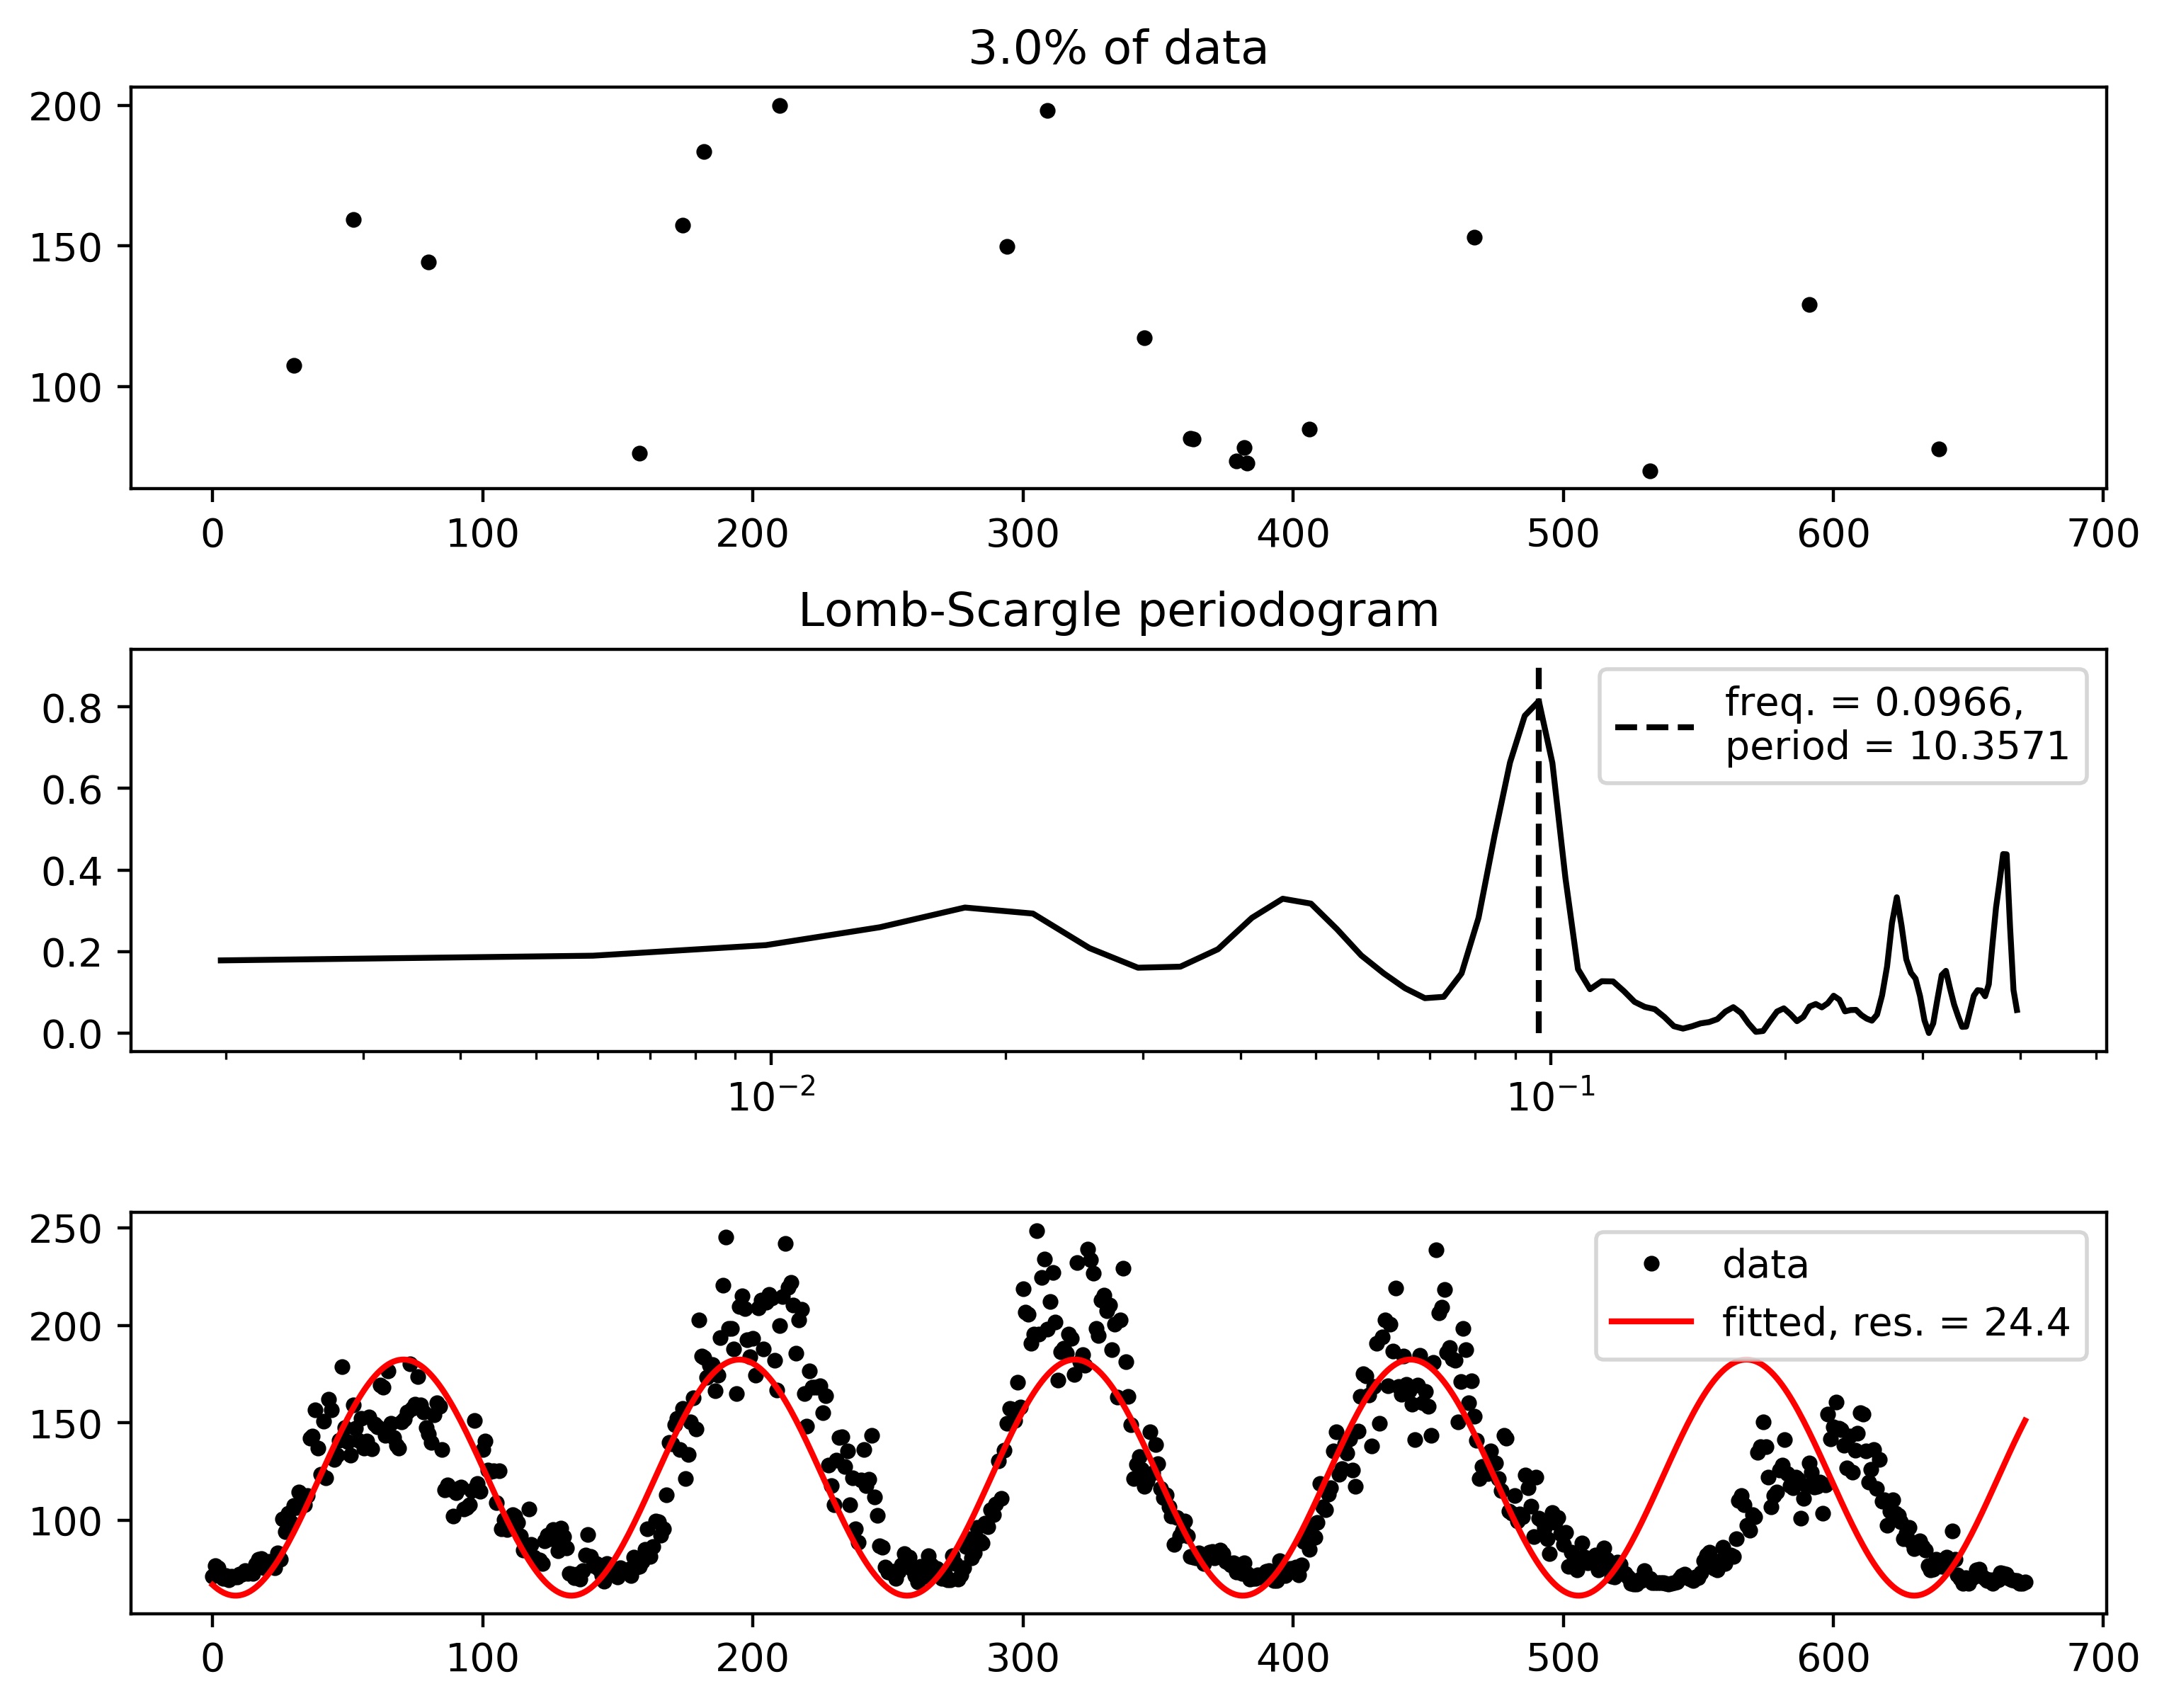 3.0% of data
200
150
100
0 100 200 300 400 500 600 700
Lomb-Scargle periodogram
0.8
0.6
0.4
0.2
0.0
freq. = 0.0966,
period = 10.3571
10⁻² 10⁻¹
250
200
150
100
data
fitted, res. = 24.4
0 100 200 300 400 500 600 700